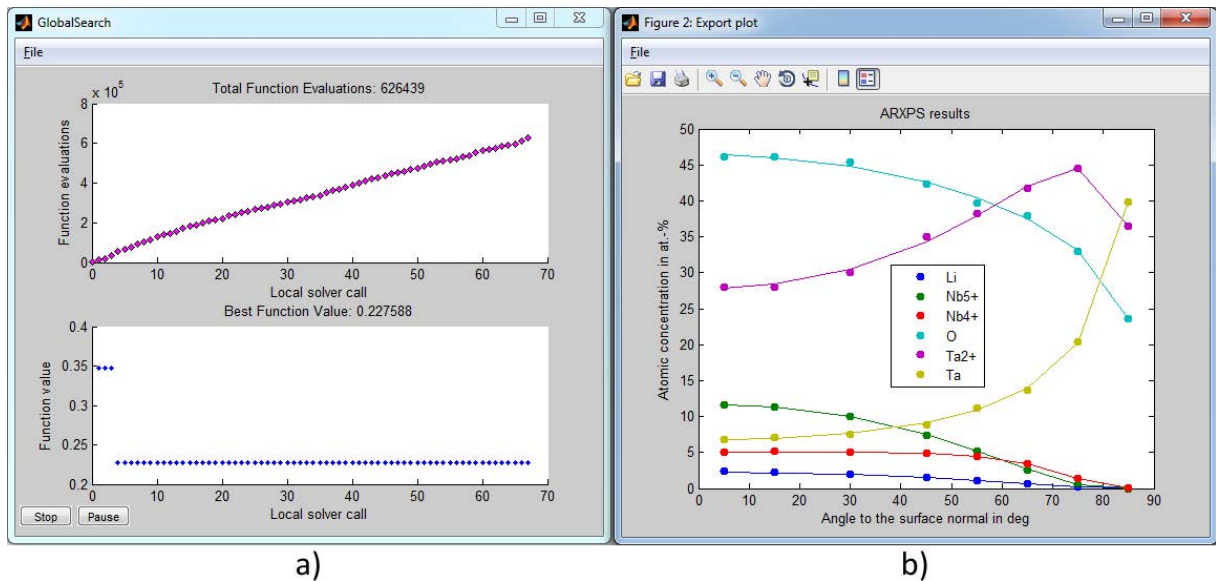 GlobalSearch
File
Total Function Evaluations: 626439
x 10^5
8
6
4
2
0
Function evaluations
0 10 20 30 40 50 60 70
Local solver call
Best Function Value: 0.227588
0.4
0.35
0.3
0.25
0.2
Function value
0 10 20 30 40 50 60 70
Local solver call
Stop Pause
a)
Figure 2: Export plot
File
ARXPS results
50
45
40
35
30
25
20
15
10
5
0
Atomic concentration in at.-%
Li
Nb5+
Nb4+
O
Ta2+
Ta
0 10 20 30 40 50 60 70 80 90
Angle to the surface normal in deg
b)